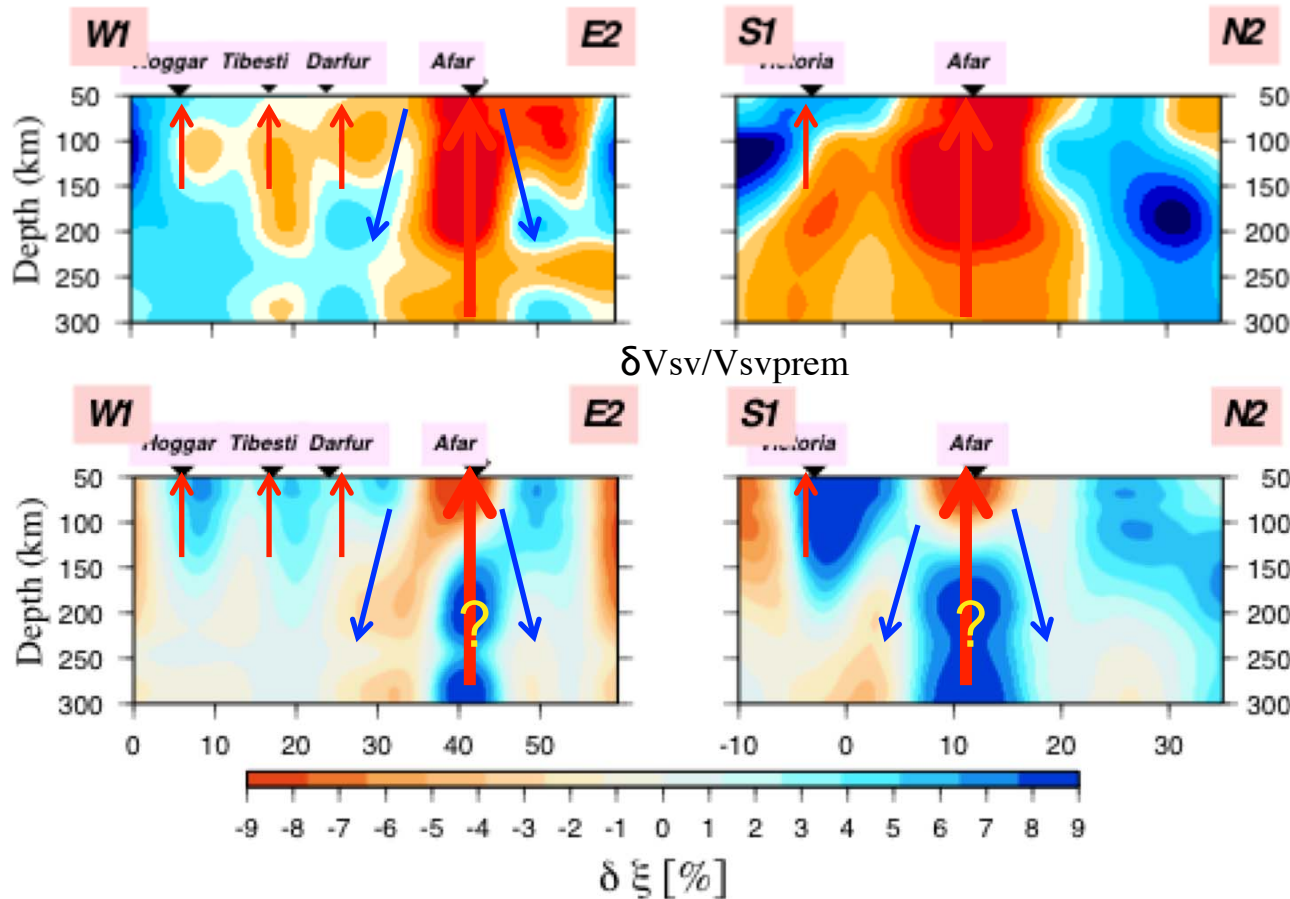 W1 E2 S1 N2
Tibesti Darfur Afar Afar
50 50
100 100
150 150
200 200
250 250
300 300
Depth (km)
δVsv/Vsvprem
W1 E2 S1 N2
Tibesti Darfur Afar Afar
50 50
100 100
150 150
200 200
250 250
300 300
Depth (km)
? ?
0 10 20 30 40 50 -10 0 10 20 30
-9 -8 -7 -6 -5 -4 -3 -2 -1 0 1 2 3 4 5 6 7 8 9
δ ξ [%]